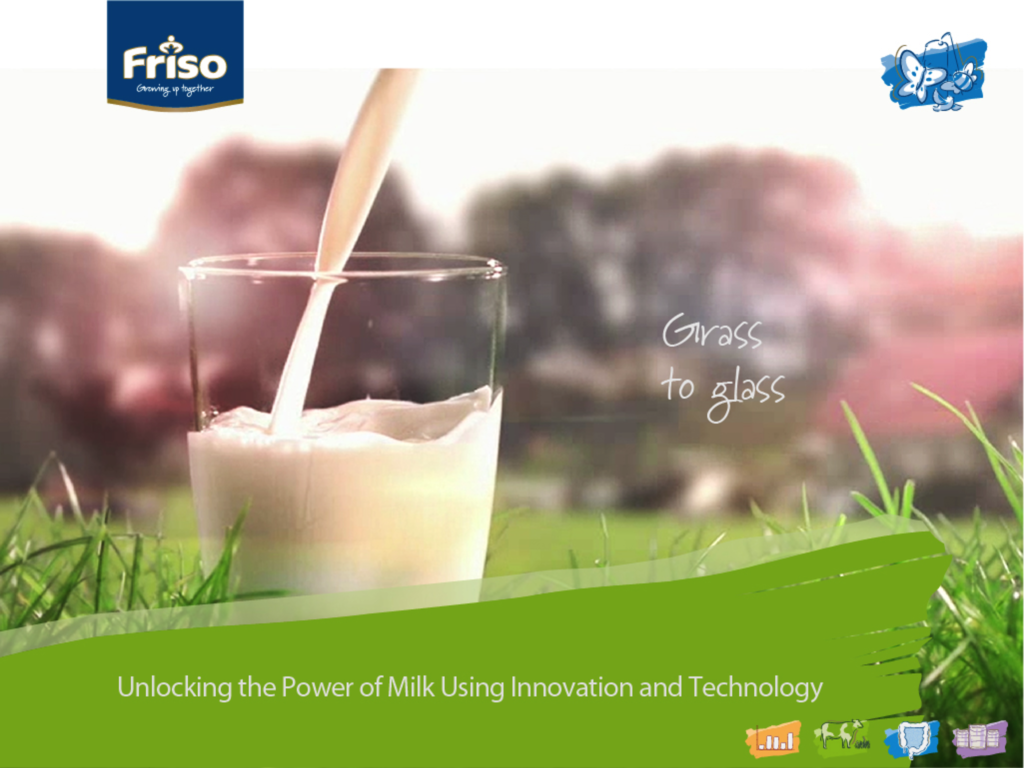 Friso
Growing up together
Grass
to glass
Unlocking the Power of Milk Using Innovation and Technology